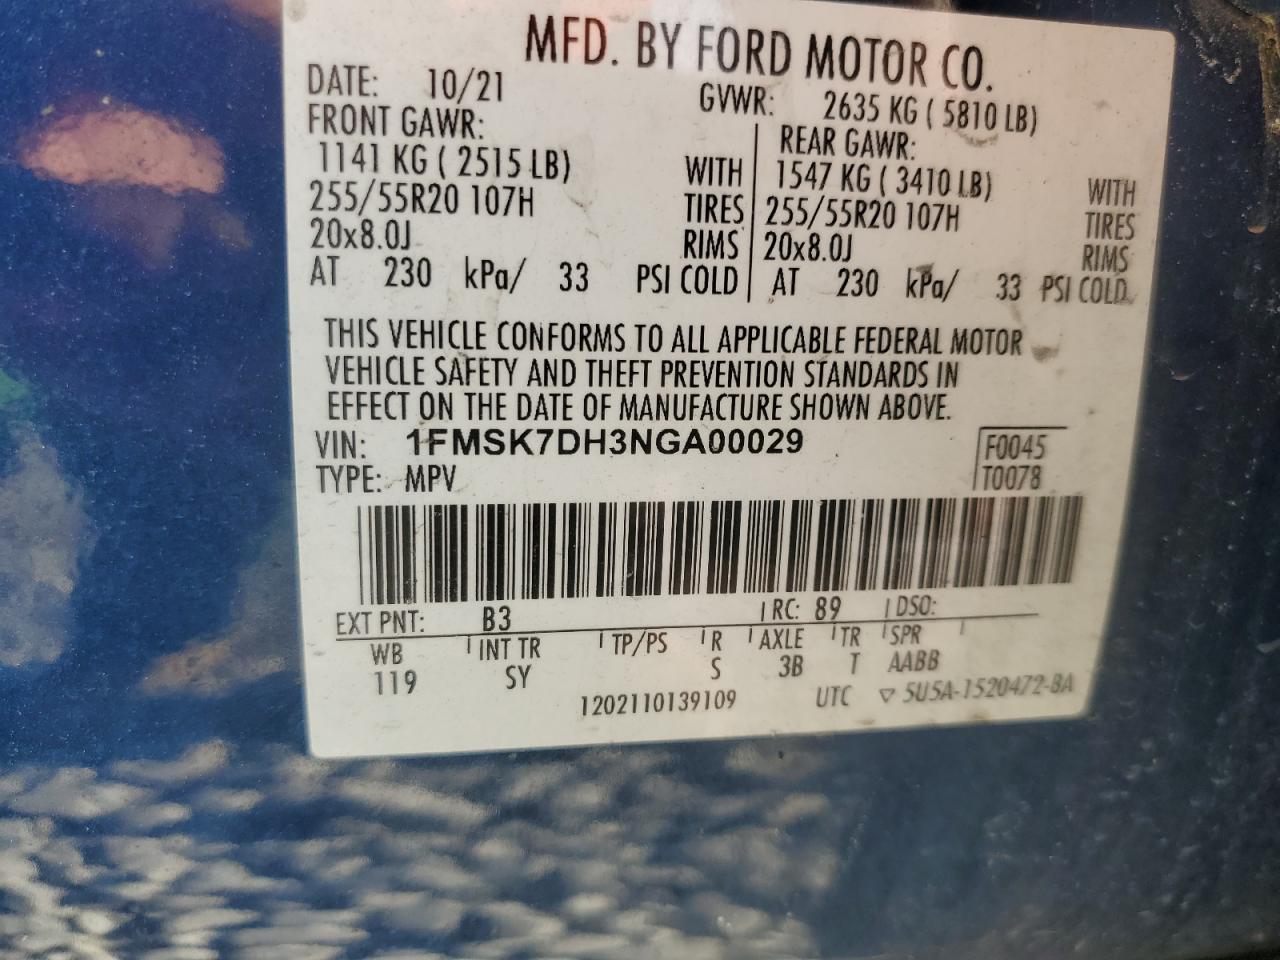 MFD. BY FORD MOTOR CO.
DATE: 10/21 GVWR: 2635 KG ( 5810 LB)
FRONT GAWR: REAR GAWR:
1141 KG ( 2515 LB) WITH 1547 KG ( 3410 LB) WITH
255/55R20 107H TIRES 255/55R20 107H TIRES
20x8.0J RIMS 20x8.0J RIMS
AT 230 kPa/ 33 PSI COLD AT 230 kPa/ 33 PSI COLD
THIS VEHICLE CONFORMS TO ALL APPLICABLE FEDERAL MOTOR
VEHICLE SAFETY AND THEFT PREVENTION STANDARDS IN
EFFECT ON THE DATE OF MANUFACTURE SHOWN ABOVE.
VIN: 1FMSK7DH3NGA00029 F0045
TYPE: MPV T0078
EXT PNT: B3 RC: 89 DSO:
WB INT TR TP/PS R AXLE TR SPR
119 SY S 3B T AABB
1202110139109 UTC ▽ 5U5A-1520472-BA